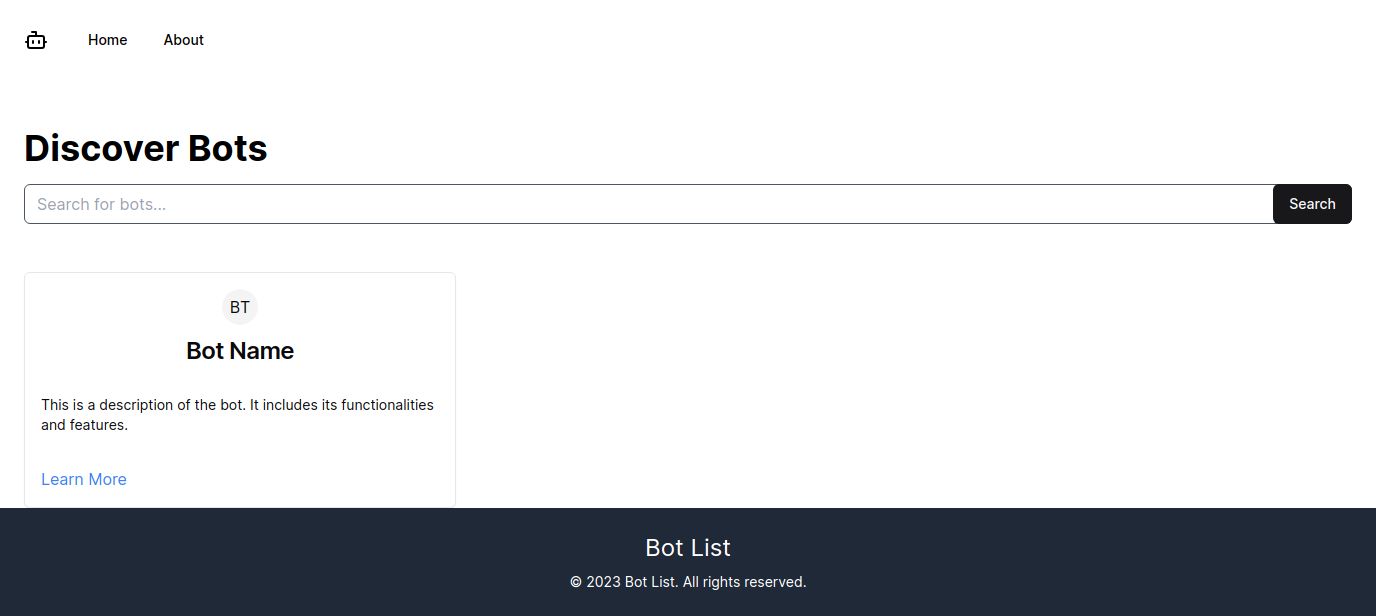 Home
About
Discover Bots
Search for bots...
Search
BT
Bot Name
This is a description of the bot. It includes its functionalities
and features.
Learn More
Bot List
© 2023 Bot List. All rights reserved.